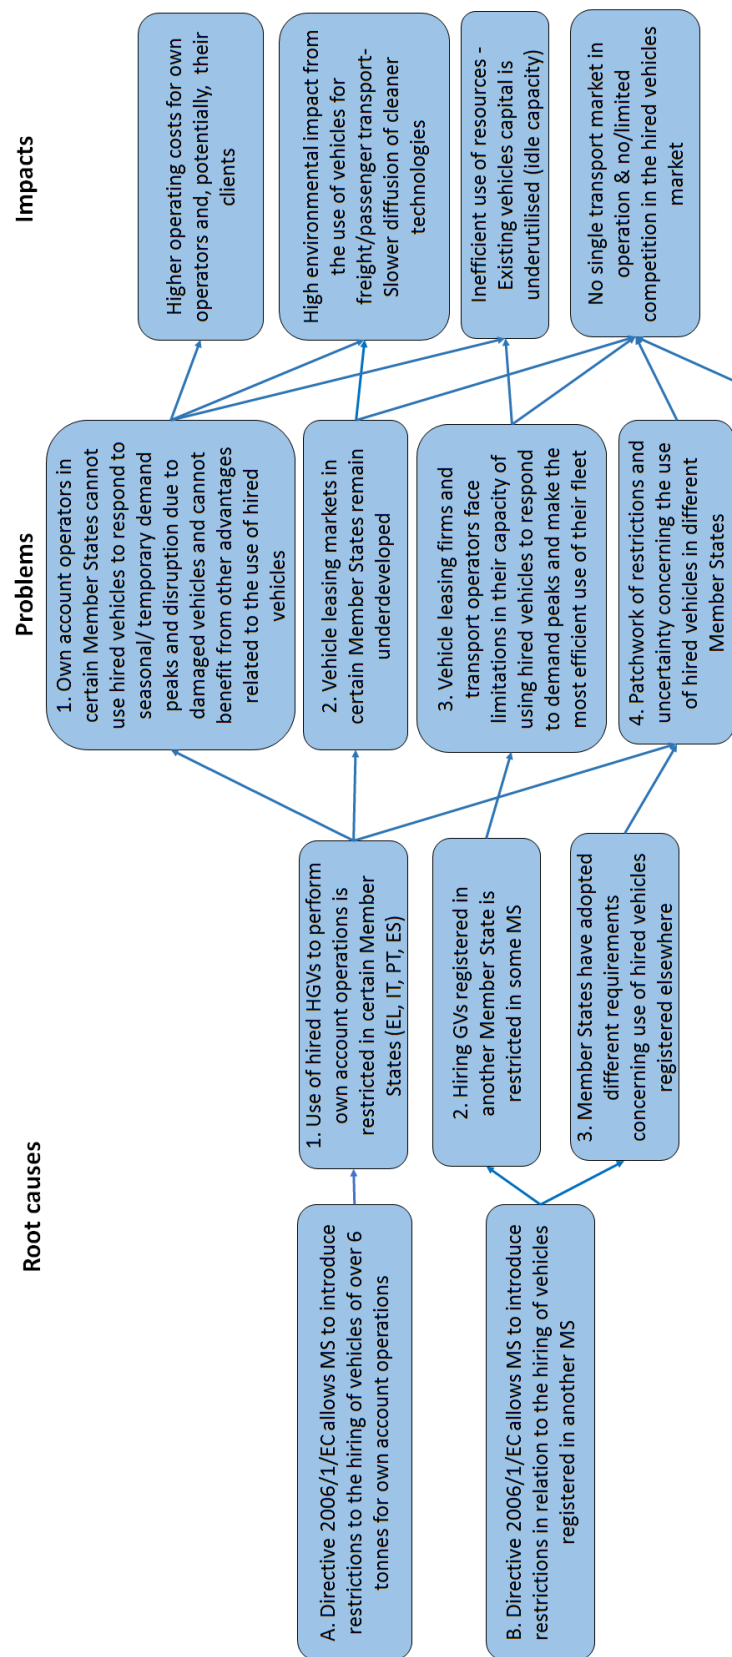 Root causes
Problems
Impacts
A. Directive 2006/1/EC allows MS to introduce
restrictions to the hiring of vehicles of over 6
tonnes for own account operations
B. Directive 2006/1/EC allows MS to introduce
restrictions in relation to the hiring of vehicles
registered in another MS
1. Use of hired HGVs to perform
own account operations is
restricted in certain Member
States (EL, IT, PT, ES)
2. Hiring GVs registered in
another Member State is
restricted in some MS
3. Member States have adopted
different requirements
concerning use of hired vehicles
registered elsewhere
1. Own account operators in
certain Member States cannot
use hired vehicles to respond to
seasonal/ temporary demand
peaks and disruption due to
damaged vehicles and cannot
benefit from other advantages
related to the use of hired
vehicles
2. Vehicle leasing markets in
certain Member States remain
underdeveloped
3. Vehicle leasing firms and
transport operators face
limitations in their capacity of
using hired vehicles to respond
to demand peaks and make the
most efficient use of their fleet
4. Patchwork of restrictions and
uncertainty concerning the use
of hired vehicles in different
Member States
Higher operating costs for own
operators and, potentially, their
clients
High environmental impact from
the use of vehicles for
freight/passenger transport-
Slower diffusion of cleaner
technologies
Inefficient use of resources -
Existing vehicles capital is
underutilised (idle capacity)
No single transport market in
operation & no/limited
competition in the hired vehicles
market